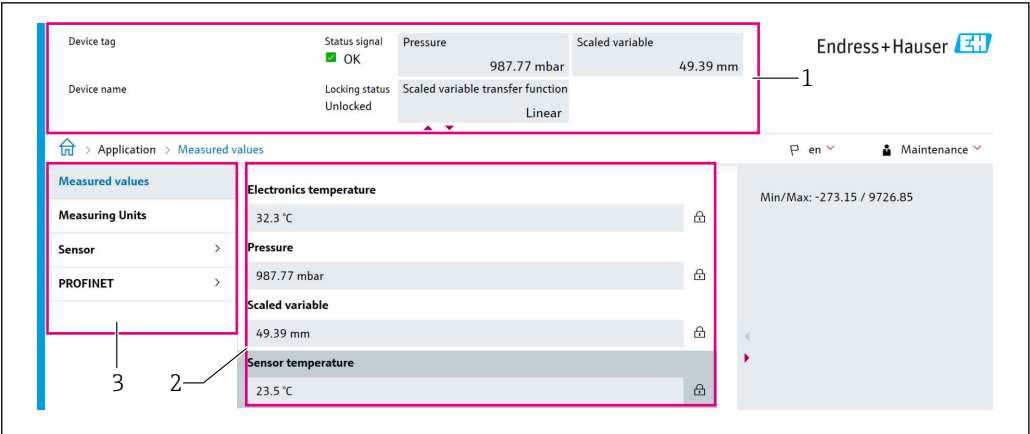 Device tag
Status signal
OK
Pressure
987.77 mbar
Scaled variable
49.39 mm
Endress+Hauser EH
1
Device name
Locking status
Unlocked
Scaled variable transfer function
Linear
> Application > Measured values
en
Maintenance
Measured values
Measuring Units
Sensor >
PROFINET >
3
2
Electronics temperature
32.3 °C
Pressure
987.77 mbar
Scaled variable
49.39 mm
Sensor temperature
23.5 °C
Min/Max: -273.15 / 9726.85